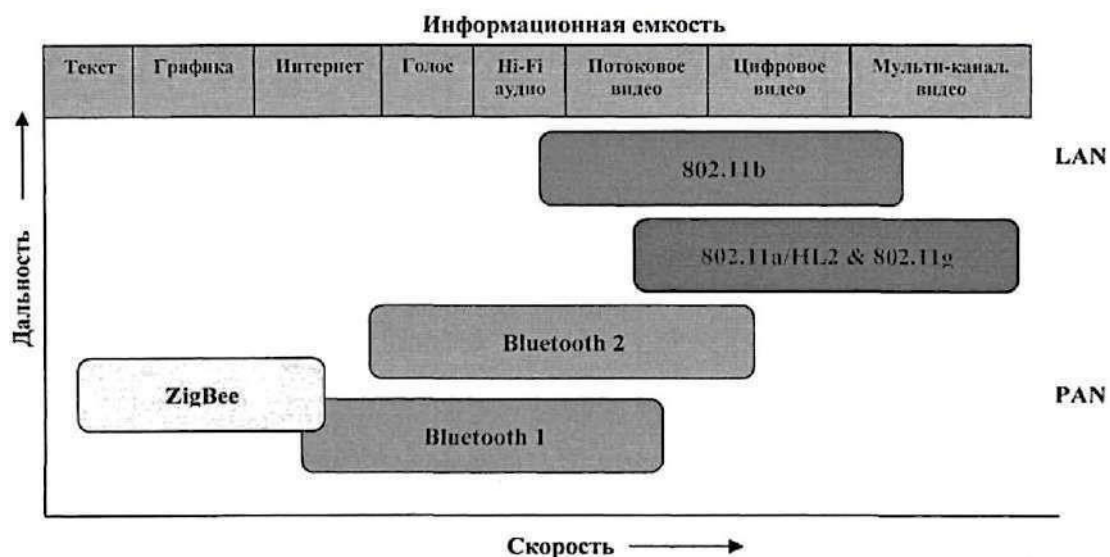 Информационная емкость
Текст
Графика
Интернет
Голос
Hi-Fi
аудио
Потоковое
видео
Цифровое
видео
Мульти-канал.
видео
Дальность
LAN
802.11b
802.11a/HL2 & 802.11g
Bluetooth 2
ZigBee
PAN
Bluetooth 1
Скорость